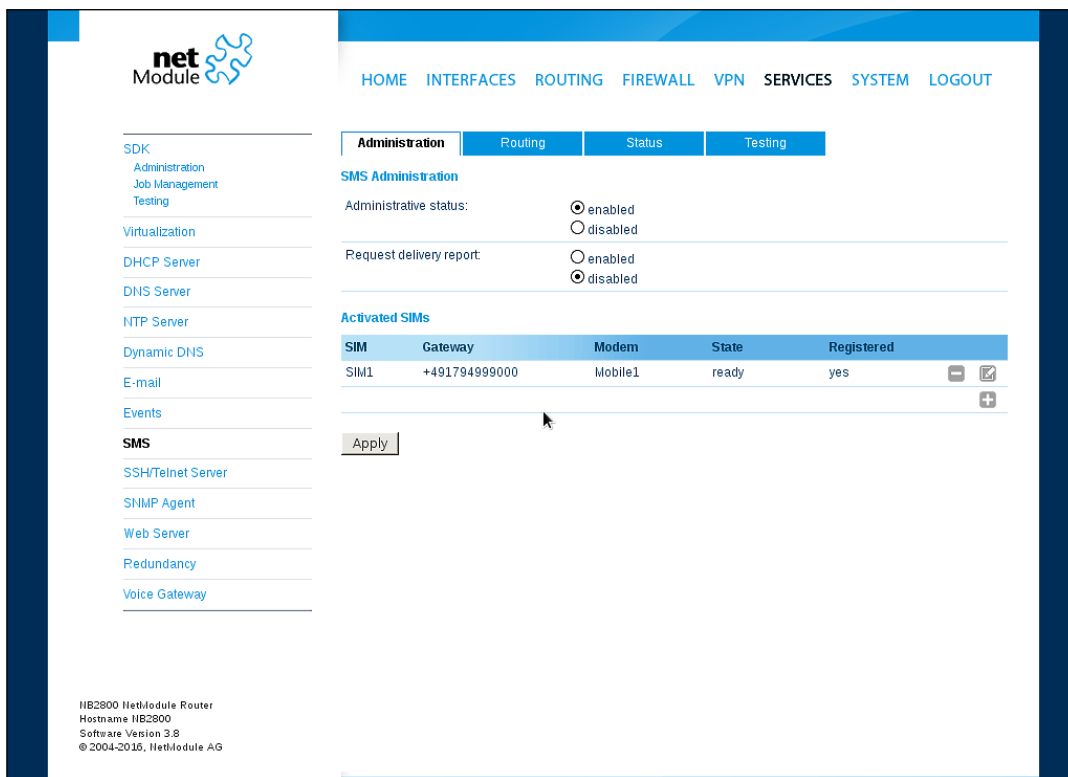 net
Module
HOME INTERFACES ROUTING FIREWALL VPN SERVICES SYSTEM LOGOUT
SDK
Administration
Job Management
Testing
Virtualization
DHCP Server
DNS Server
NTP Server
Dynamic DNS
E-mail
Events
SMS
SSH/Telnet Server
SNMP Agent
Web Server
Redundancy
Voice Gateway
Administration Routing Status Testing
SMS Administration
Administrative status: enabled
disabled
Request delivery report: enabled
disabled
Activated SIMs
SIM Gateway Modem State Registered
SIM1 +491794999000 Mobile1 ready yes
Apply
NB2800 NetModule Router
Hostname NB2800
Software Version 3.8
© 2004-2016, NetModule AG